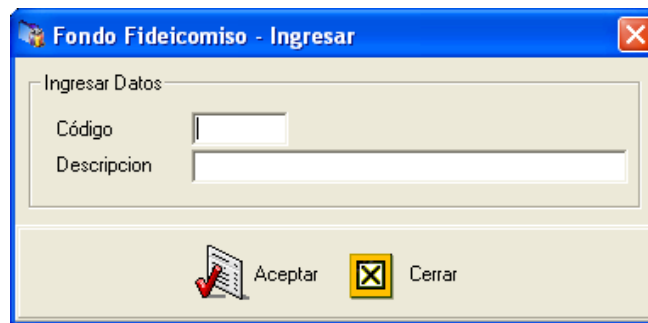 Fondo Fideicomiso - Ingresar
Ingresar Datos
Código
Descripcion
Aceptar
Cerrar